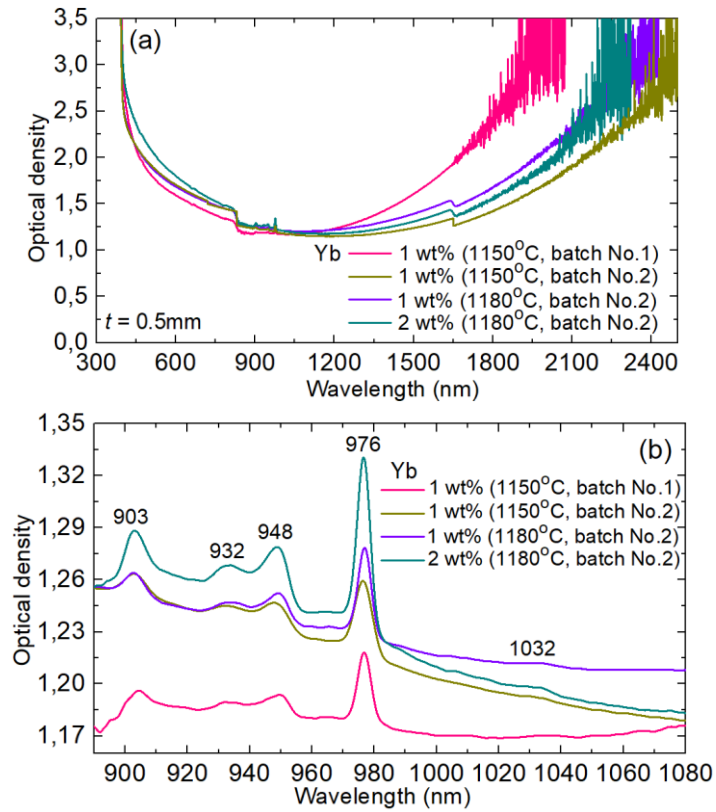 (a)
3,5
3,0
2,5
2,0
1,5
1,0
0,5
0,0
Optical density
Yb
1 wt% (1150°C, batch No.1)
1 wt% (1150°C, batch No.2)
1 wt% (1180°C, batch No.2)
2 wt% (1180°C, batch No.2)
t = 0.5mm
300 600 900 1200 1500 1800 2100 2400
Wavelength (nm)
(b)
1,35
1,33
1,29
1,26
1,23
1,20
1,17
Optical density
976
903
932
948
1032
Yb
1 wt% (1150°C, batch No.1)
1 wt% (1150°C, batch No.2)
1 wt% (1180°C, batch No.2)
2 wt% (1180°C, batch No.2)
900 920 940 960 980 1000 1020 1040 1060 1080
Wavelength (nm)